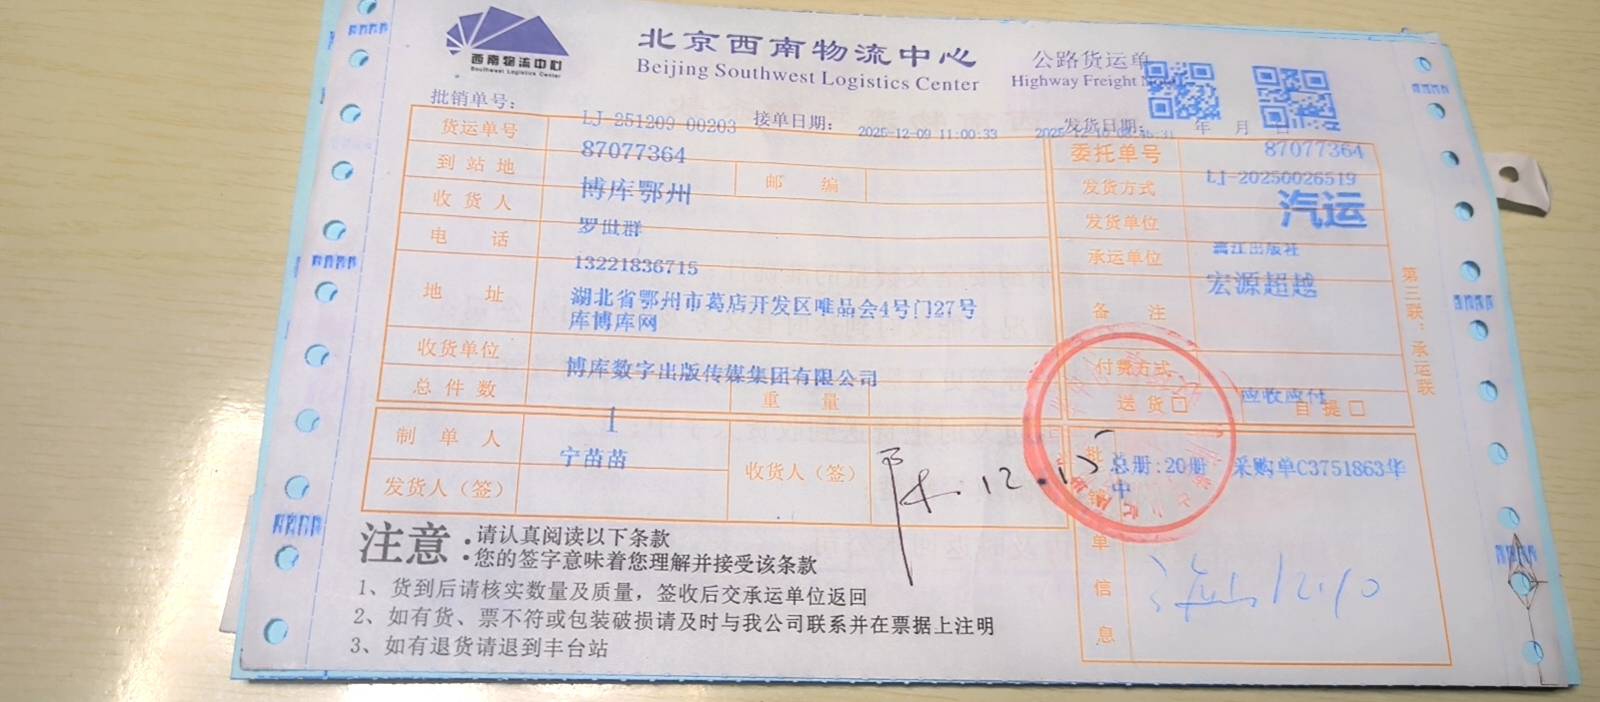 西南物流中心
Southwest Logistics Center
北京西南物流中心
Beijing Southwest Logistics Center
公路货运单
Highway Freight
批销单号： LJ-251209-00203 接单日期： 2025-12-09 11:00:33 发货日期： 年 月 日
货运单号 87077364 委托单号 87077364
到站地 博库鄂州 邮编 发货方式 LJ-20250026519
汽运
收货人 罗世群 发货单位 漓江出版社
电话 13221836715 承运单位 宏源超越
地址 湖北省鄂州市葛店开发区唯品会4号门27号
库博库网
备注
收货单位 博库数字出版传媒集团有限公司 付费方式 应收应付
总件数 1 重量 送货□ 自提□
制单人 宁苗苗 收货人（签） 12.15
发货人（签）
批销单信息 总册:20册 采购单C3751863华
中
12.10
第三联：承运联
注意：请认真阅读以下条款
您的签字意味着您理解并接受该条款
1、货到后请核实数量及质量，签收后交承运单位返回
2、如有货、票不符或包装破损请及时与我公司联系并在票据上注明
3、如有退货请退到丰台站